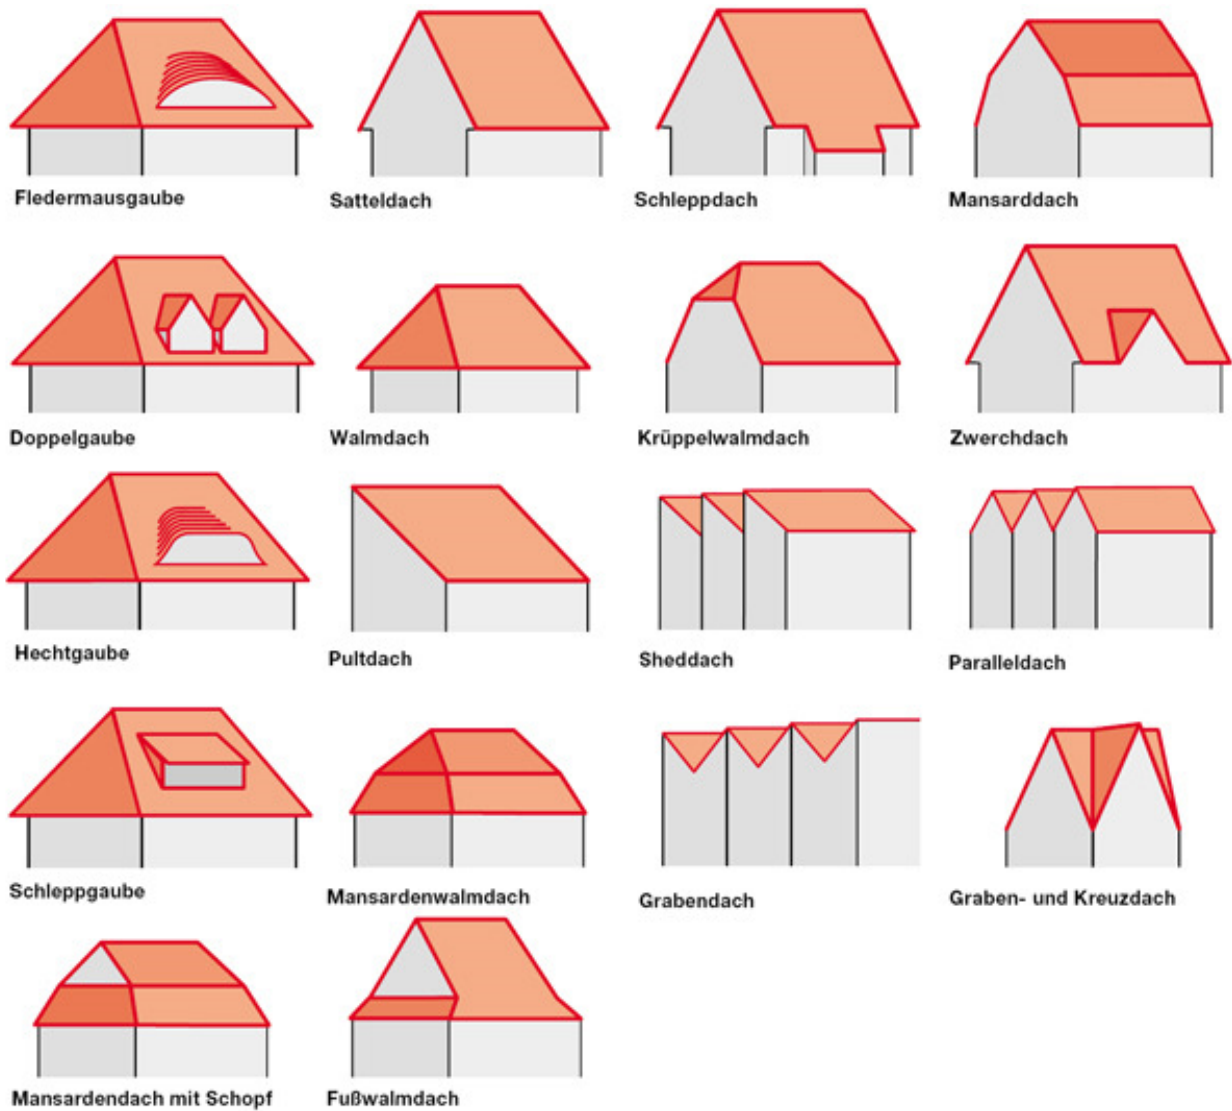 Fledermausgaube
Satteldach
Schleppdach
Mansarddach
Doppelgaube
Walmdach
Krüppelwalmdach
Zwerchdach
Hechtgaube
Pultdach
Sheddach
Paralleldach
Schleppgaube
Mansardenwalmdach
Grabendach
Graben- und Kreuzdach
Mansardendach mit Schopf
Fußwalmdach